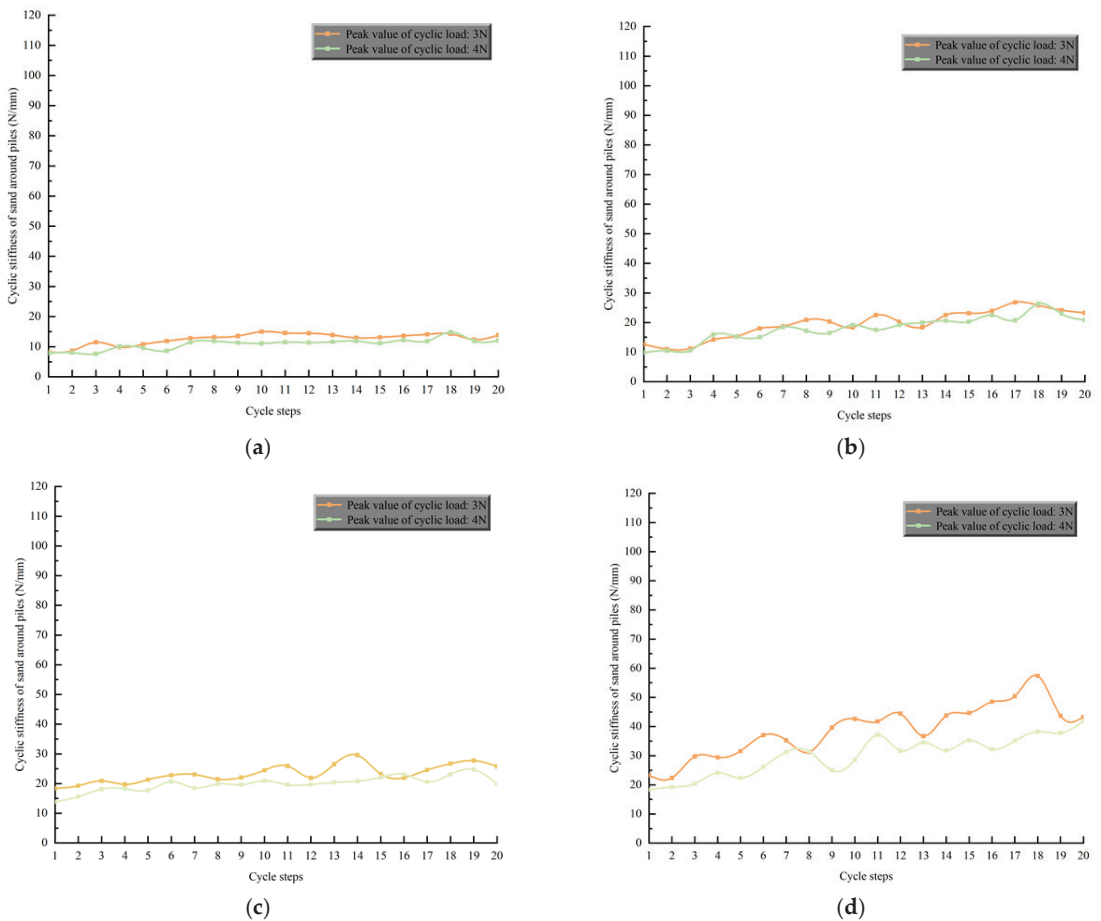 120
110
100
90
80
70
60
50
40
30
20
10
0
Cyclic stiffness of sand around piles (N/mm)
Peak value of cyclic load: 3N
Peak value of cyclic load: 4N
1 2 3 4 5 6 7 8 9 10 11 12 13 14 15 16 17 18 19 20
Cycle steps
(a)
120
110
100
90
80
70
60
50
40
30
20
10
0
Cyclic stiffness of sand around piles (N/mm)
Peak value of cyclic load: 3N
Peak value of cyclic load: 4N
1 2 3 4 5 6 7 8 9 10 11 12 13 14 15 16 17 18 19 20
Cycle steps
(b)
120
110
100
90
80
70
60
50
40
30
20
10
0
Cyclic stiffness of sand around piles (N/mm)
Peak value of cyclic load: 3N
Peak value of cyclic load: 4N
1 2 3 4 5 6 7 8 9 10 11 12 13 14 15 16 17 18 19 20
Cycle steps
(c)
120
110
100
90
80
70
60
50
40
30
20
10
0
Cyclic stiffness of sand around piles (N/mm)
Peak value of cyclic load: 3N
Peak value of cyclic load: 4N
1 2 3 4 5 6 7 8 9 10 11 12 13 14 15 16 17 18 19 20
Cycle steps
(d)